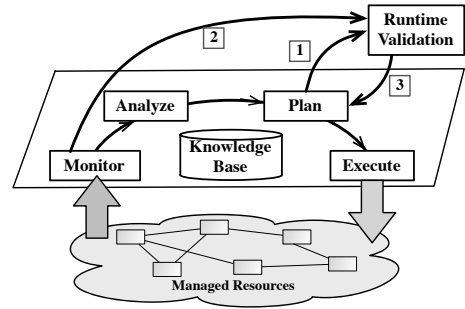 Runtime
Validation
2
1
3
Analyze
Plan
Knowledge
Base
Monitor
Execute
Managed Resources